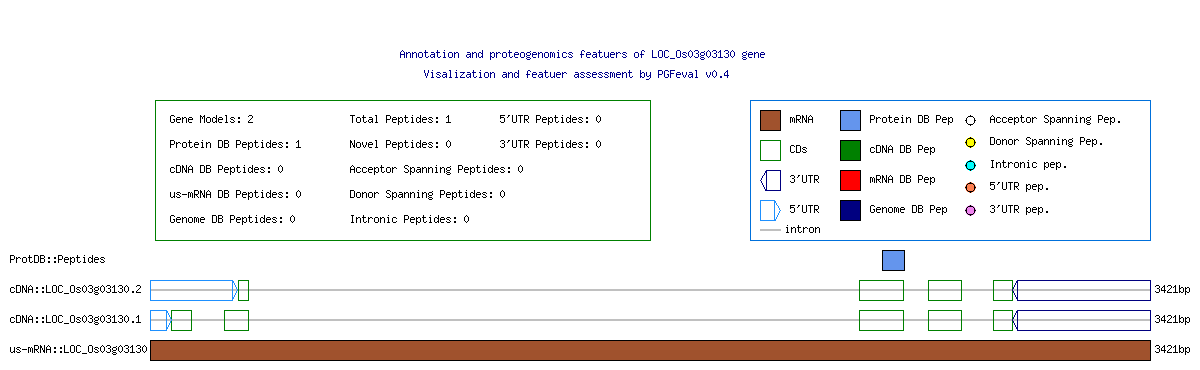 Annotation and proteogenomics featuers of LOC_Os03g03130 gene
Visalization and featuer assessment by PGFeval v0.4
Gene Models: 2 Total Peptides: 1 5'UTR Peptides: 0
Protein DB Peptides: 1 Novel Peptides: 0 3'UTR Peptides: 0
cDNA DB Peptides: 0 Acceptor Spanning Peptides: 0
us-mRNA DB Peptides: 0 Donor Spanning Peptides: 0
Genome DB Peptides: 0 Intronic Peptides: 0
mRNA Protein DB Pep Acceptor Spanning Pep.
CDs cDNA DB Pep Donor Spanning Pep.
3'UTR mRNA DB Pep Intronic pep.
5'UTR Genome DB Pep 5'UTR pep.
intron 3'UTR pep.
ProtDB::Peptides
cDNA::LOC_Os03g03130.2 3421bp
cDNA::LOC_Os03g03130.1 3421bp
us-mRNA::LOC_Os03g03130 3421bp